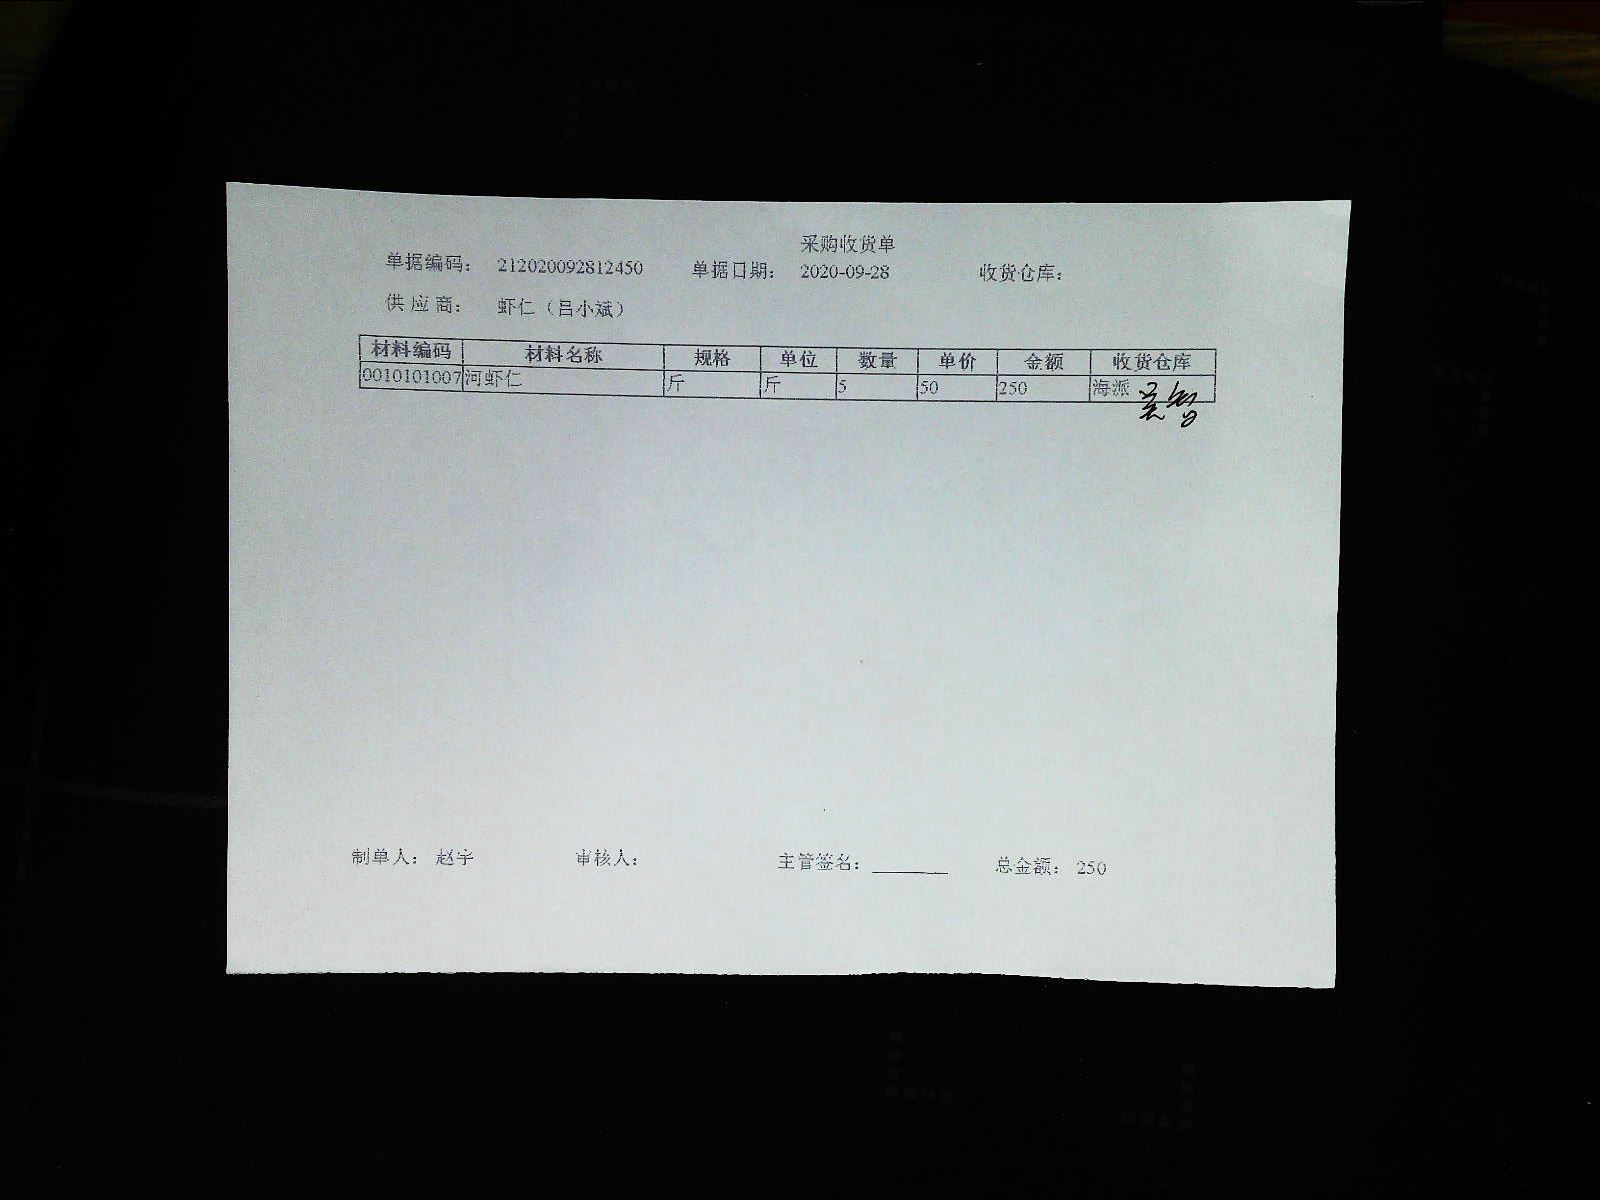 采购收货单
单据编码： 212020092812450 单据日期： 2020-09-28 收货仓库：
供 应 商： 虾仁（吕小斌）
材料编码 材料名称 规格 单位 数量 单价 金额 收货仓库
0010101007 河虾仁 斤 斤 5 50 250 海派
制单人： 赵宇 审核人： 主管签名： 总金额： 250